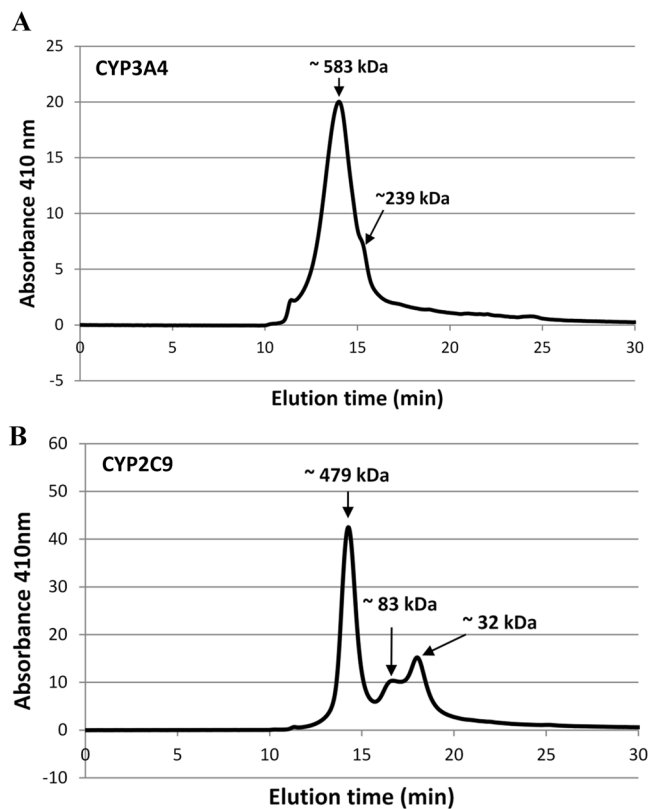 A
CYP3A4
~ 583 kDa
~239 kDa
Absorbance 410 nm
25
20
15
10
5
0
-5
0 5 10 15 20 25 30
Elution time (min)
B
CYP2C9
~ 479 kDa
~ 83 kDa
~ 32 kDa
Absorbance 410nm
60
50
40
30
20
10
0
-10
0 5 10 15 20 25 30
Elution time (min)